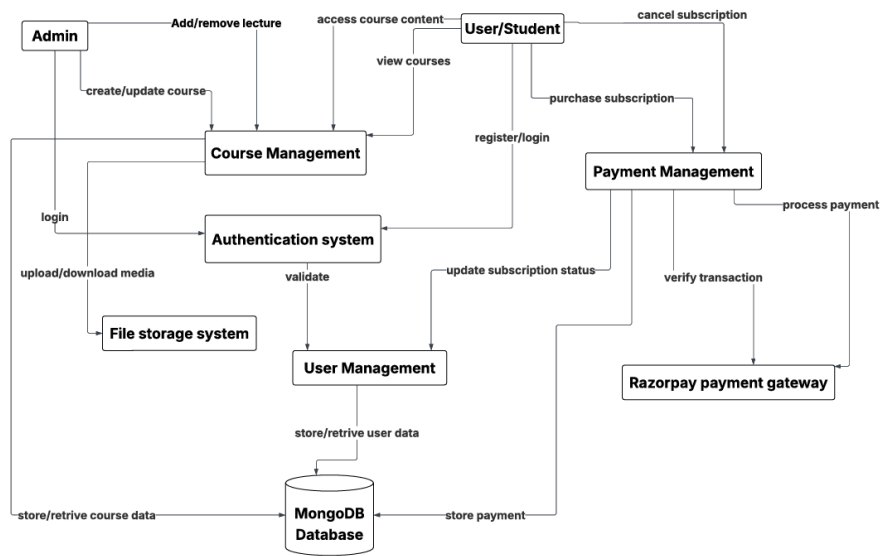 cancel subscription
access course content
Add/remove lecture
User/Student
Admin
view courses
create/update course
purchase subscription
register/login
Course Management
Payment Management
process payment
login
Authentication system
upload/download media
validate
update subscription status
verify transaction
File storage system
User Management
Razorpay payment gateway
store/retrive user data
MongoDB
Database
store/retrive course data
store payment